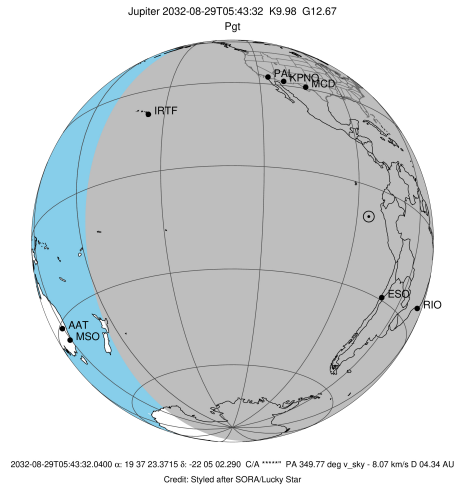 Jupiter 2032-08-29T05:43:32 K9.98 G12.67
Pgt
PAL
KPNO
MCD
IRTF
ESO
RIO
AAT
MSO
2032-08-29T05:43:32.0400 α: 19 37 23.3715 δ: -22 05 02.290 C/A *****" PA 349.77 deg v_sky - 8.07 km/s D 04.34 AU
Credit: Styled after SORA/Lucky Star